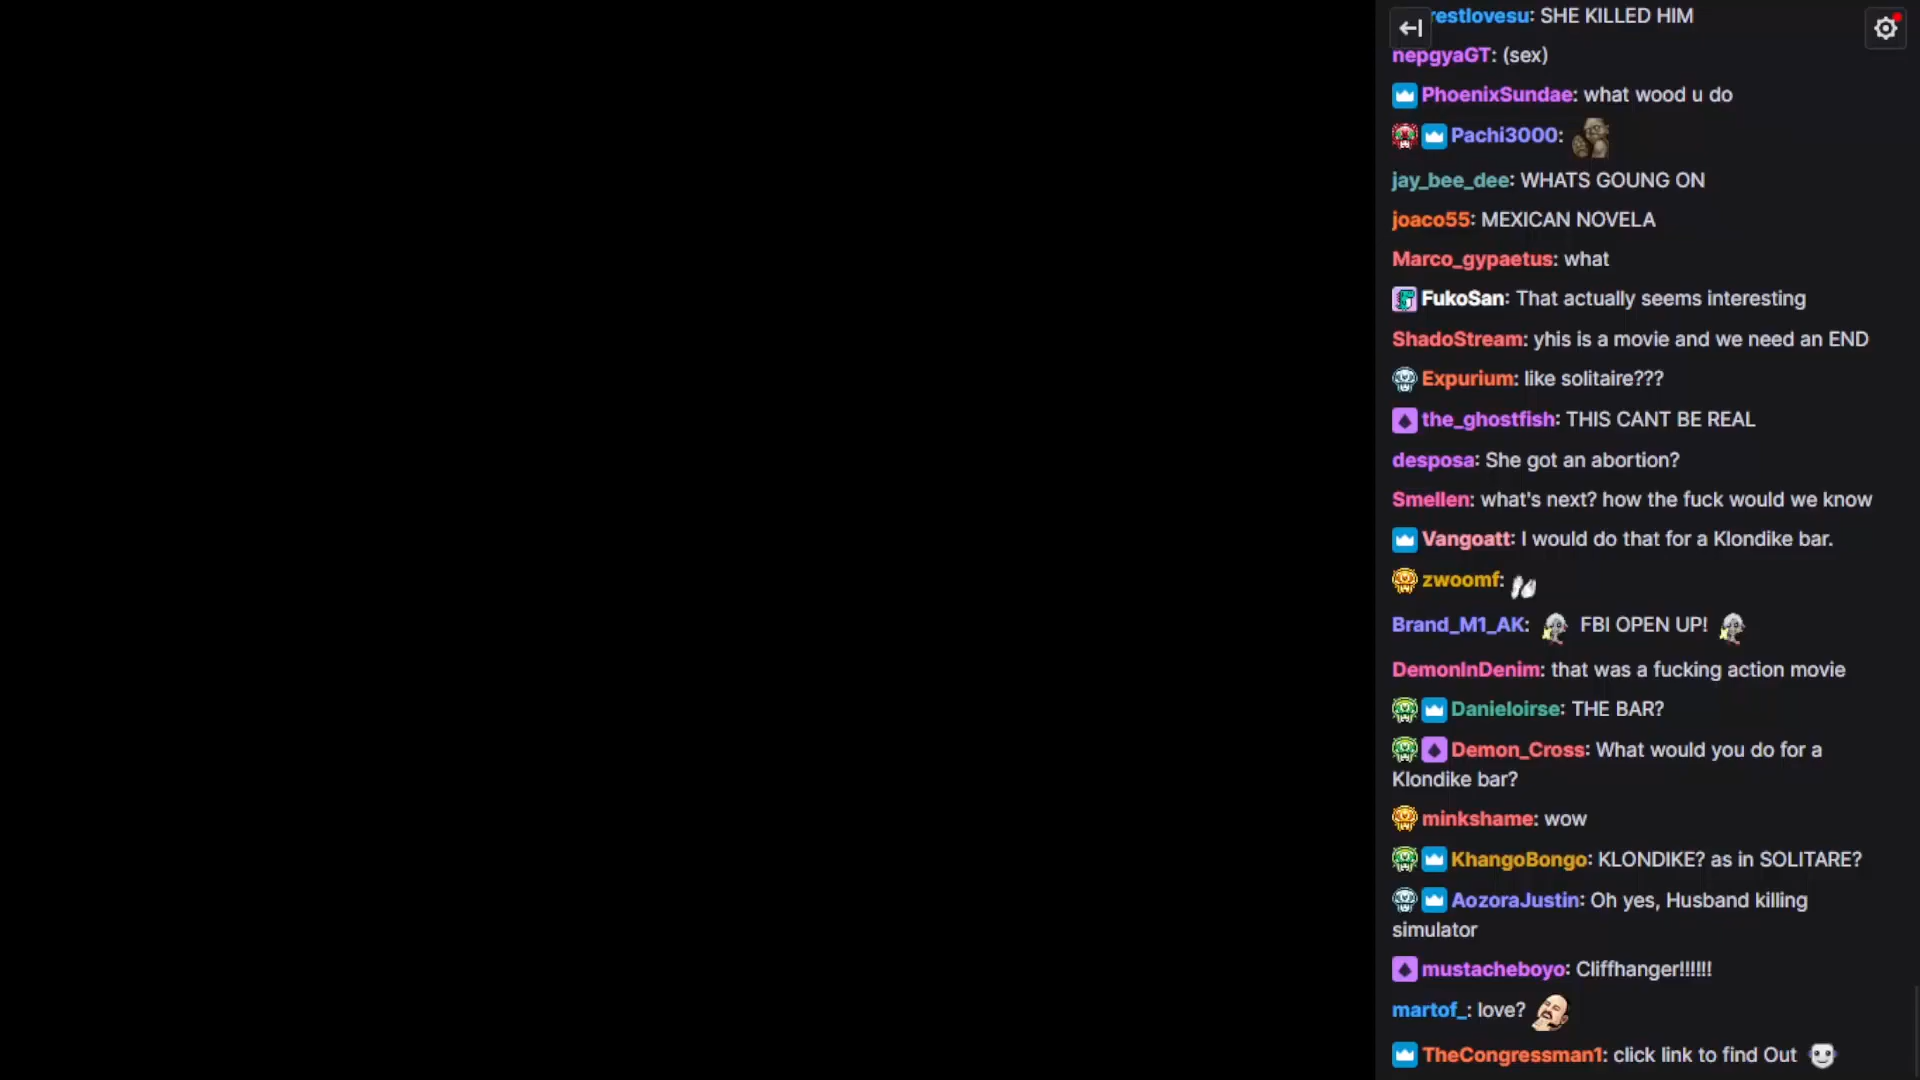 restlovesu: SHE KILLED HIM
nepgyaGT: (sex)
PhoenixSundae: what wood u do
Pachi3000:
jay_bee_dee: WHATS GOUNG ON
joaco55: MEXICAN NOVELA
Marco_gypaetus: what
FukoSan: That actually seems interesting
ShadoStream: yhis is a movie and we need an END
Expurium: like solitaire???
the_ghostfish: THIS CANT BE REAL
desposa: She got an abortion?
Smellen: what's next? how the fuck would we know
Vangoatt: I would do that for a Klondike bar.
zwoomf:
Brand_M1_AK: FBI OPEN UP!
DemonInDenim: that was a fucking action movie
Danieloirse: THE BAR?
Demon_Cross: What would you do for a
Klondike bar?
minkshame: wow
KhangoBongo: KLONDIKE? as in SOLITARE?
AozoraJustin: Oh yes, Husband killing
simulator
mustacheboyo: Cliffhanger!!!!!!
martof_: love?
TheCongressman1: click link to find Out